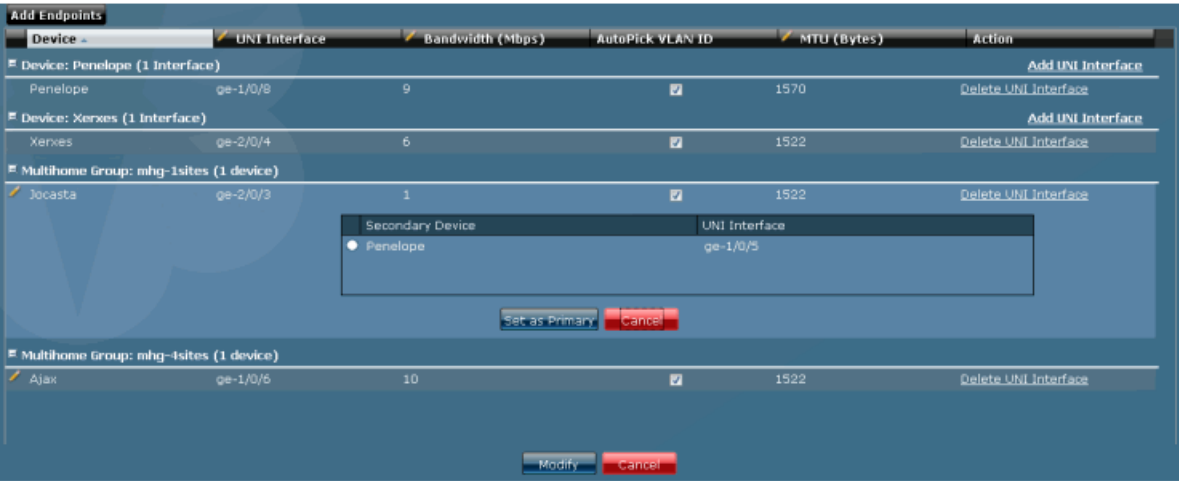 Add Endpoints
Device UNI Interface Bandwidth (Mbps) AutoPick VLAN ID MTU (Bytes) Action
Device: Penelope (1 Interface) Add UNI Interface
Penelope ge-1/0/8 9 1570 Delete UNI Interface
Device: Xerxes (1 Interface) Add UNI Interface
Xerxes ge-2/0/4 6 1522 Delete UNI Interface
Multihome Group: mhg-1sites (1 device)
Jocasta ge-2/0/3 1 1522 Delete UNI Interface
Secondary Device UNI Interface
Penelope ge-1/0/5
Set as Primary Cancel
Multihome Group: mhg-4sites (1 device)
Ajax ge-1/0/6 10 1522 Delete UNI Interface
Modify Cancel